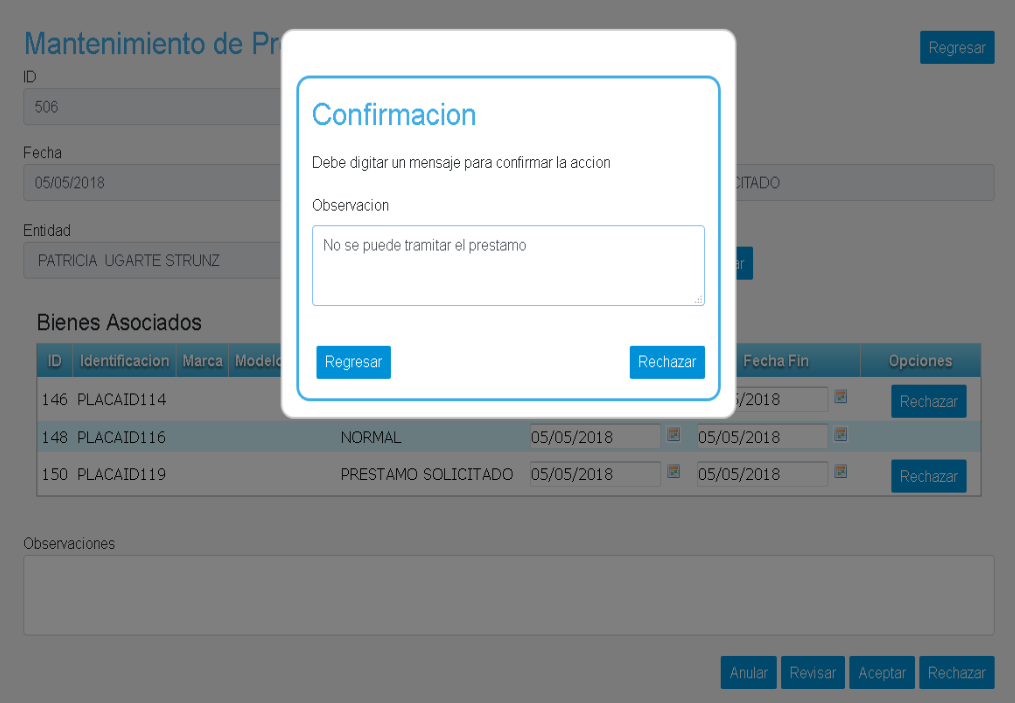 Mantenimiento de Pr
Regresar
ID
506
Fecha
05/05/2018
CITADO
Entidad
PATRICIA UGARTE STRUNZ
ar
Confirmacion
Debe digitar un mensaje para confirmar la accion
Observacion
No se puede tramitar el prestamo
Regresar Rechazar
Bienes Asociados
ID Identificacion Marca Modelo Fecha Fin Opciones
146 PLACAID114 /2018 Rechazar
148 PLACAID116 NORMAL 05/05/2018 05/05/2018
150 PLACAID119 PRESTAMO SOLICITADO 05/05/2018 05/05/2018 Rechazar
Observaciones
Anular Revisar Aceptar Rechazar